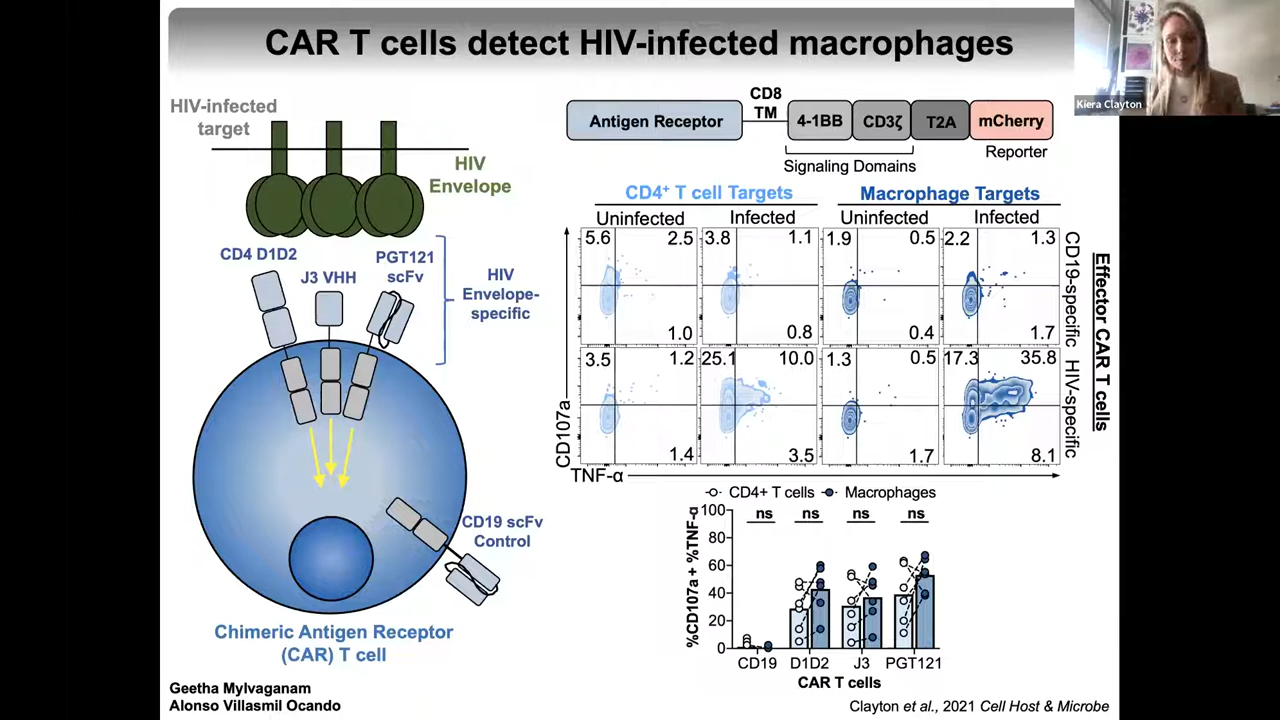 CAR T cells detect HIV-infected macrophages
Kiera Clayton
HIV-infected
target
HIV
Envelope
CD4 D1D2
J3 VHH
PGT121
scFv
HIV
Envelope-
specific
CD19 scFv
Control
Chimeric Antigen Receptor
(CAR) T cell
Geetha Mylvaganam
Alonso Villasmil Ocando
Antigen Receptor
CD8
TM
4-1BB
CD3ζ
T2A
mCherry
Signaling Domains
Reporter
CD4+ T cell Targets
Macrophage Targets
Uninfected
Infected
Uninfected
Infected
5.6 2.5
1.0
3.8 1.1
0.8
1.9 0.5
0.4
2.2 1.3
1.7
CD19-specific
3.5 1.2
1.4
25.1 10.0
3.5
1.3 0.5
1.7
17.3 35.8
8.1
HIV-specific
Effector CAR T cells
CD107a
TNF-α
CD4+ T cells
Macrophages
ns
ns
ns
ns
%CD107a + %TNF-α
100
80
60
40
20
0
CD19
D1D2
J3
PGT121
CAR T cells
Clayton et al., 2021 Cell Host & Microbe